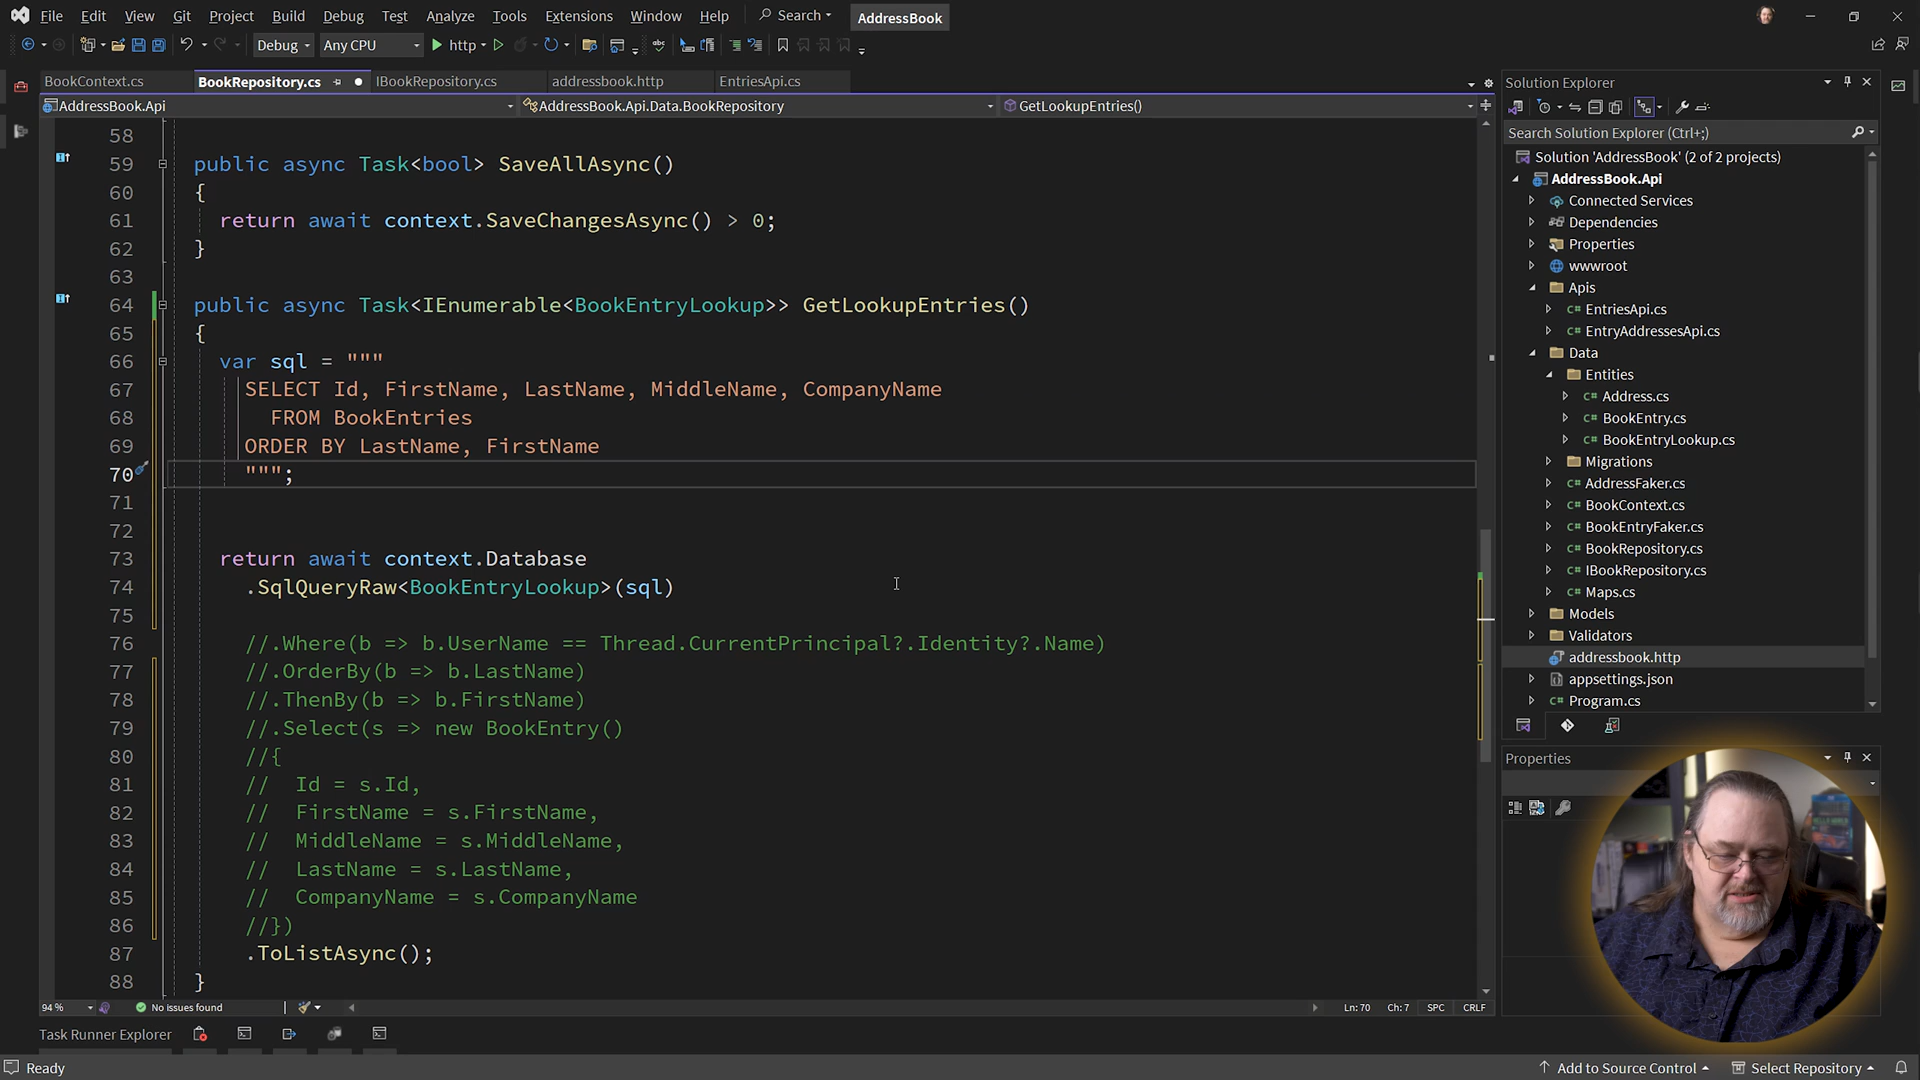 File Edit View Git Project Build Debug Test Analyze Tools Extensions Window Help Search AddressBook
Debug Any CPU http
BookContext.cs BookRepository.cs IBookRepository.cs addressbook.http EntriesApi.cs
AddressBook.Api AddressBook.Api.Data.BookRepository GetLookupEntries()
58
59 public async Task<bool> SaveAllAsync()
60 {
61 return await context.SaveChangesAsync() > 0;
62 }
63
64 public async Task<IEnumerable<BookEntryLookup>> GetLookupEntries()
65 {
66 var sql = """
67 SELECT Id, FirstName, LastName, MiddleName, CompanyName
68 FROM BookEntries
69 ORDER BY LastName, FirstName
70 """;
71
72
73 return await context.Database
74 .SqlQueryRaw<BookEntryLookup>(sql)
75
76 //.Where(b => b.UserName == Thread.CurrentPrincipal?.Identity?.Name)
77 //.OrderBy(b => b.LastName)
78 //.ThenBy(b => b.FirstName)
79 //.Select(s => new BookEntry()
80 //{
81 // Id = s.Id,
82 // FirstName = s.FirstName,
83 // MiddleName = s.MiddleName,
84 // LastName = s.LastName,
85 // CompanyName = s.CompanyName
86 //})
87 .ToListAsync();
88 }
94 % No issues found Ln: 70 Ch: 7 SPC CRLF
Task Runner Explorer
Ready Add to Source Control Select Repository
Solution Explorer
Search Solution Explorer (Ctrl+;)
Solution 'AddressBook' (2 of 2 projects)
AddressBook.Api
Connected Services
Dependencies
Properties
wwwroot
Apis
C# EntriesApi.cs
C# EntryAddressesApi.cs
Data
Entities
C# Address.cs
C# BookEntry.cs
C# BookEntryLookup.cs
Migrations
C# AddressFaker.cs
C# BookContext.cs
C# BookEntryFaker.cs
C# BookRepository.cs
C# IBookRepository.cs
C# Maps.cs
Models
Validators
addressbook.http
appsettings.json
C# Program.cs
Properties